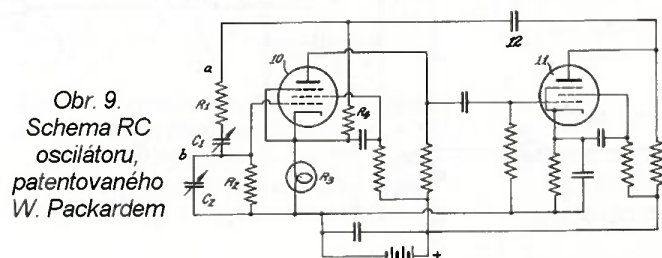 Obr. 9.
Schema RC
oscilátoru,
patentovaného
W. Packardem
a
R1
C1
b
C2
R2
10
R4
R3
12
11
+